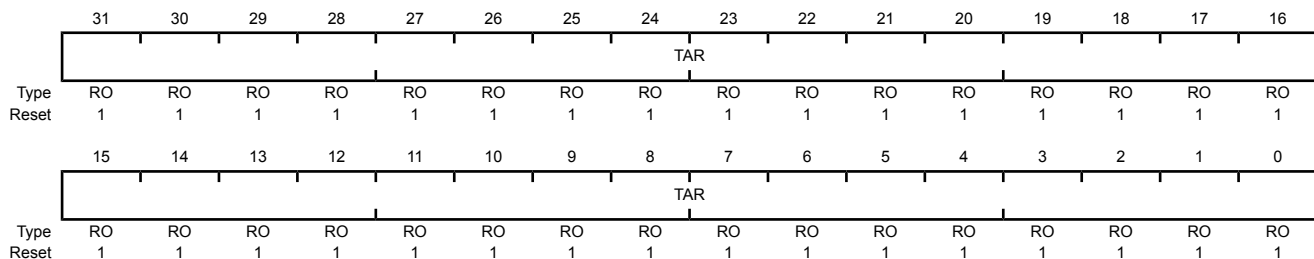 31 30 29 28 27 26 25 24 23 22 21 20 19 18 17 16
TAR
Type RO RO RO RO RO RO RO RO RO RO RO RO RO RO RO RO
Reset 1 1 1 1 1 1 1 1 1 1 1 1 1 1 1 1
15 14 13 12 11 10 9 8 7 6 5 4 3 2 1 0
TAR
Type RO RO RO RO RO RO RO RO RO RO RO RO RO RO RO RO
Reset 1 1 1 1 1 1 1 1 1 1 1 1 1 1 1 1